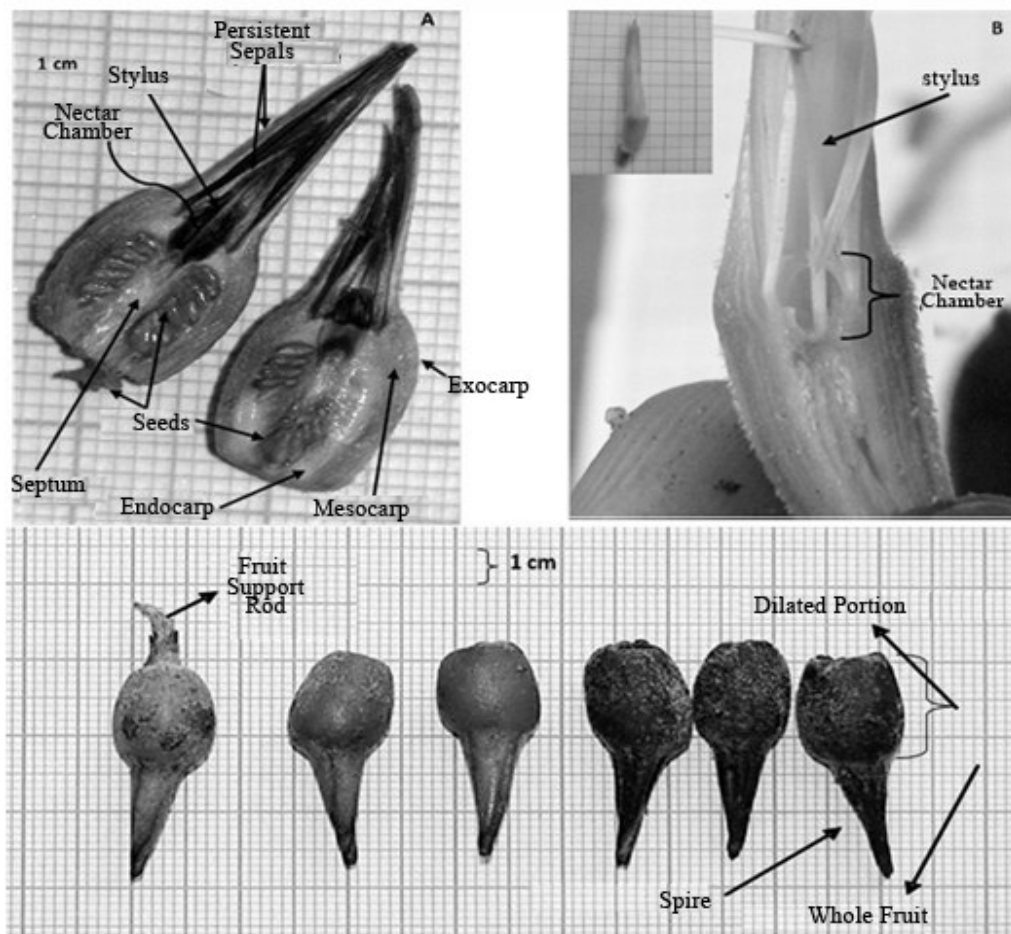 A
Persistent
Sepals
1 cm
Stylus
Nectar
Chamber
Exocarp
Seeds
Septum
Endocarp
Mesocarp
B
stylus
Nectar
Chamber
Fruit
Support
Rod
1 cm
Dilated Portion
Spire
Whole Fruit